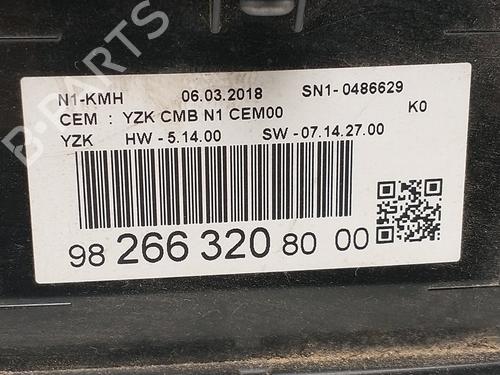 B-PARTS
N1-KMH 06.03.2018 SN1- 0486629
CEM : YZK CMB N1 CEM00 K0
YZK HW - 5.14.00 SW - 07.14.27.00
98 266 320 80 00